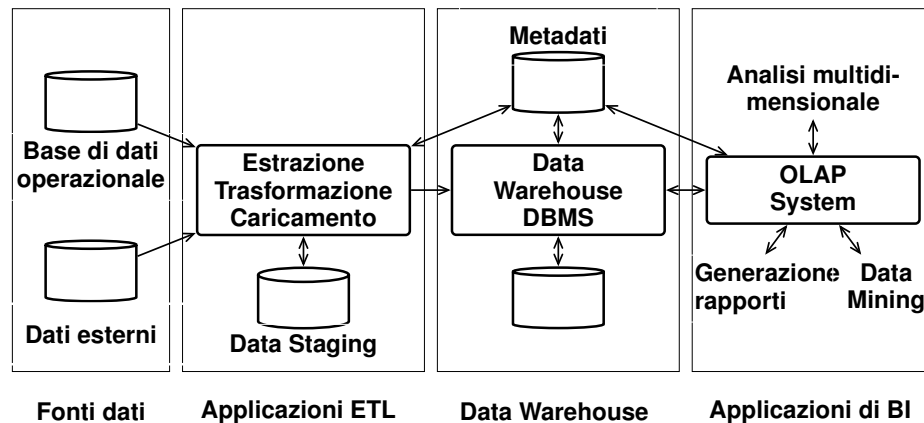 Metadati
Analisi multidi-
mensionale
Base di dati
operazionale
Estrazione
Trasformazione
Caricamento
Data
Warehouse
DBMS
OLAP
System
Dati esterni
Data Staging
Generazione
rapporti
Data
Mining
Fonti dati
Applicazioni ETL
Data Warehouse
Applicazioni di BI